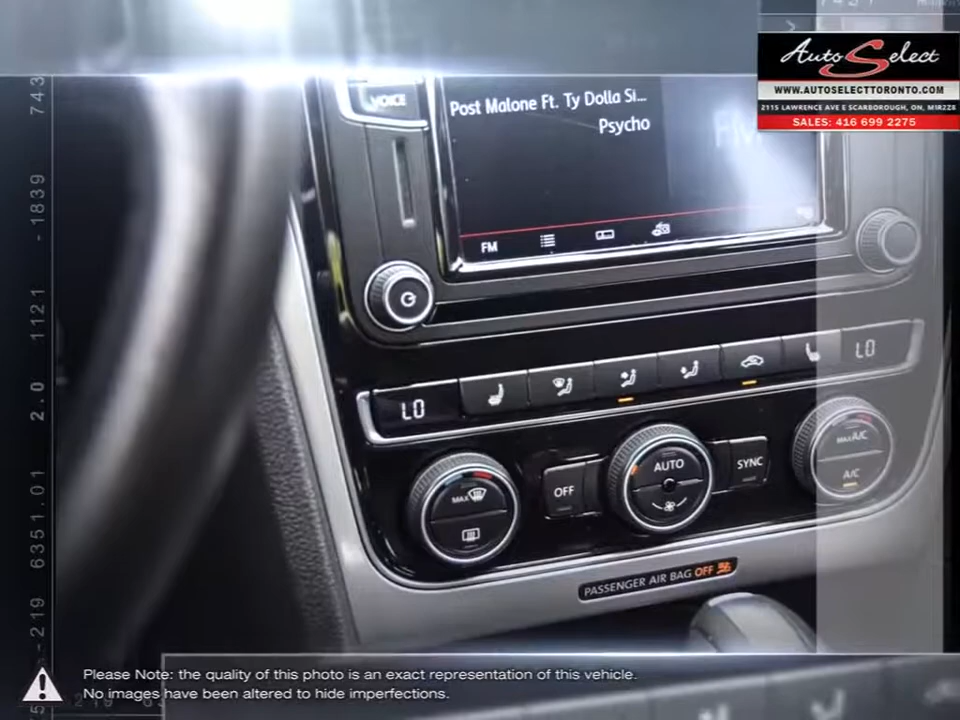 AutoSelect
WWW.AUTOSELECTTORONTO.COM
2115 LAWRENCE AVE E SCARBOROUGH, ON, M1R2Z8
SALES: 416 699 2275
VOICE
Post Malone Ft. Ty Dolla Si...
Psycho
FM
FM
LO
LO
MAX
OFF
AUTO
SYNC
MAX A/C
A/C
PASSENGER AIR BAG OFF
743
- 1839
1121
2.0
6351.01
-219
Please Note: the quality of this photo is an exact representation of this vehicle.
No images have been altered to hide imperfections.